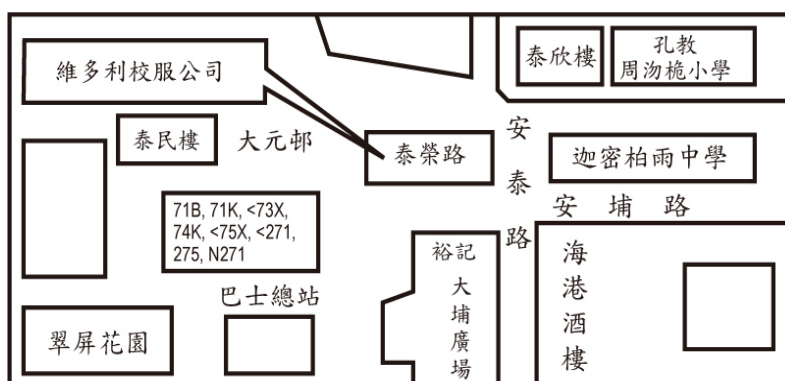 維多利校服公司
泰欣樓
孔教
周沕桅小學
泰民樓
大元邨
泰榮路
安泰路
迦密柏雨中學
安埔路
71B, 71K, <73X,
74K, <75X, <271,
275, N271
巴士總站
裕記
大埔廣場
海港酒樓
翠屏花園